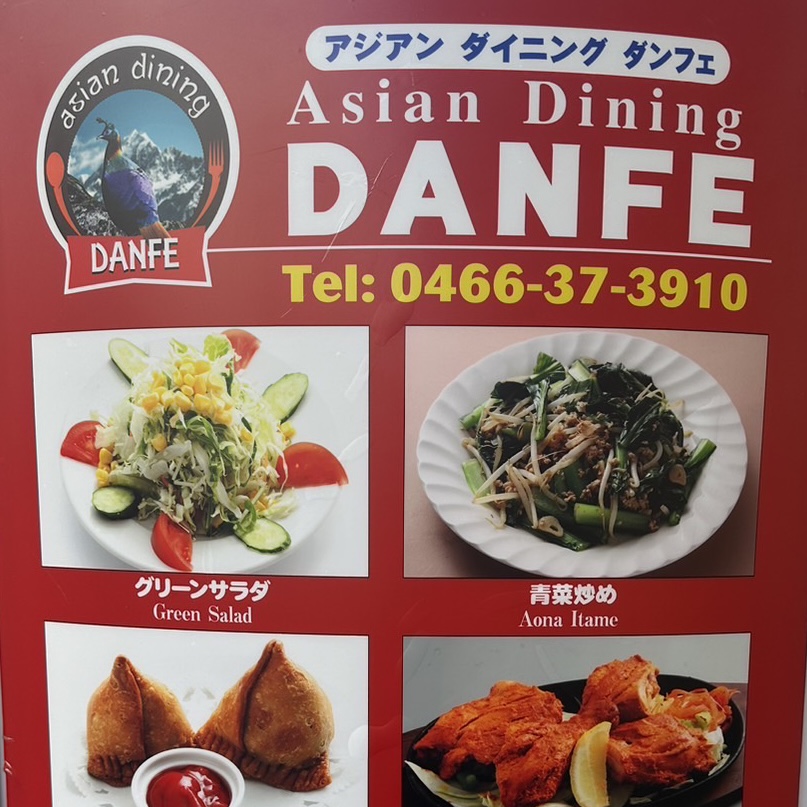 アジアン ダイニング ダンフェ
asian dining
Asian Dining
DANFE
DANFE
Tel: 0466-37-3910
グリーンサラダ
Green Salad
青菜炒め
Aona Itame